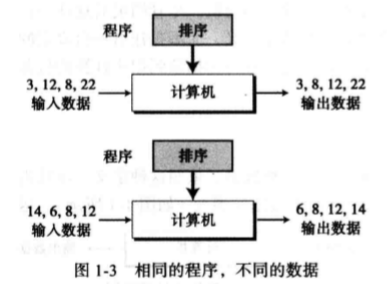 程序 排序
3, 12, 8, 22 计算机 3, 8, 12, 22
输入数据 输出数据
程序 排序
14, 6, 8, 12 计算机 6, 8, 12, 14
输入数据 输出数据
图 1-3 相同的程序，不同的数据